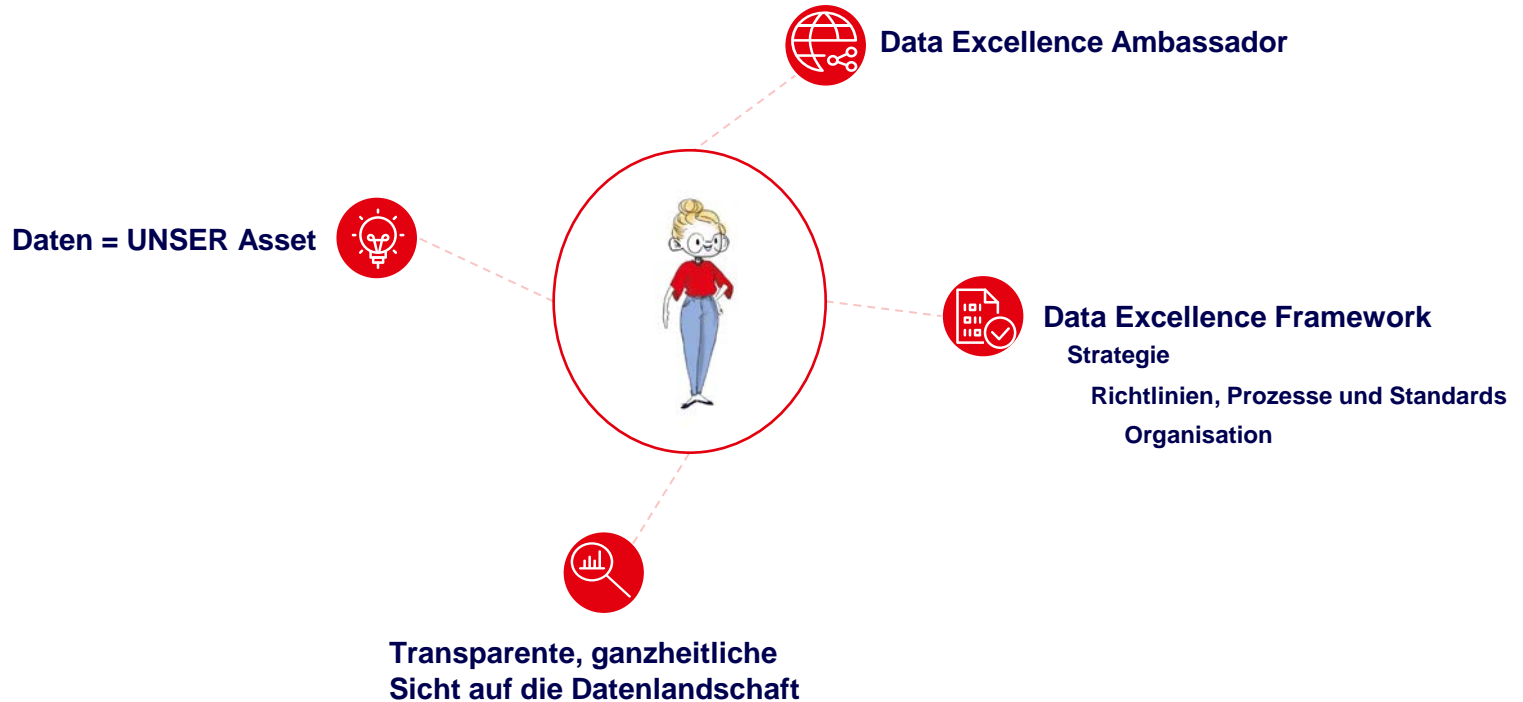 Data Excellence Ambassador
Daten = UNSER Asset
Data Excellence Framework
Strategie
Richtlinien, Prozesse und Standards
Organisation
Transparente, ganzheitliche
Sicht auf die Datenlandschaft